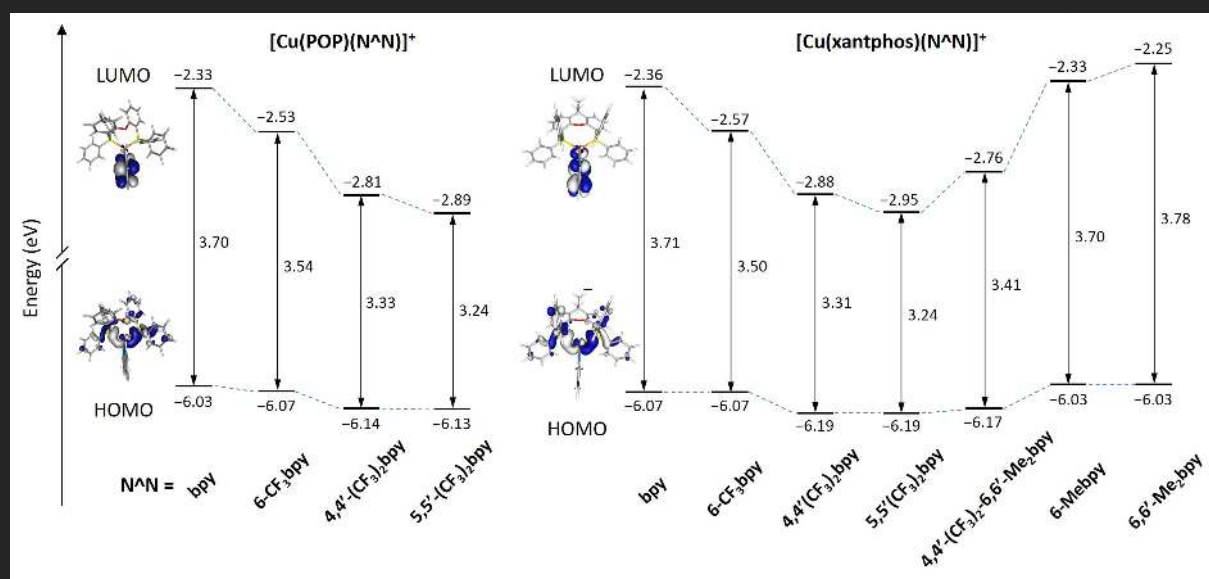 [Cu(POP)(N^N)]⁺
[Cu(xantphos)(N^N)]⁺
Energy (eV)
LUMO
−2.33
−2.53
−2.81
−2.89
3.70
3.54
3.33
3.24
HOMO
−6.03
−6.07
−6.14
−6.13
N^N =
bpy
6-CF₃bpy
4,4′-(CF₃)₂bpy
5,5′-(CF₃)₂bpy
LUMO
−2.36
−2.57
−2.88
−2.95
−2.76
−2.33
−2.25
3.71
3.50
3.31
3.24
3.41
3.70
3.78
HOMO
−6.07
−6.07
−6.19
−6.19
−6.17
−6.03
−6.03
bpy
6-CF₃bpy
4,4′(CF₃)₂bpy
5,5′(CF₃)₂bpy
4,4′-(CF₃)₂-6,6′-Me₂bpy
6-Mebpy
6,6′-Me₂bpy